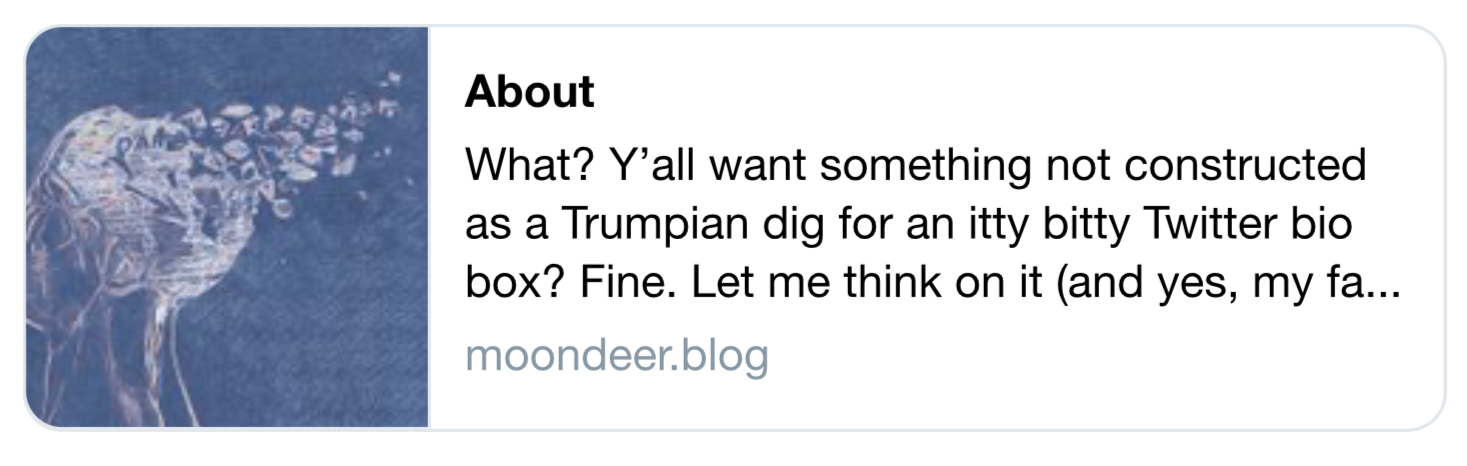 About
What? Y’all want something not constructed
as a Trumpian dig for an itty bitty Twitter bio
box? Fine. Let me think on it (and yes, my fa...
moondeer.blog